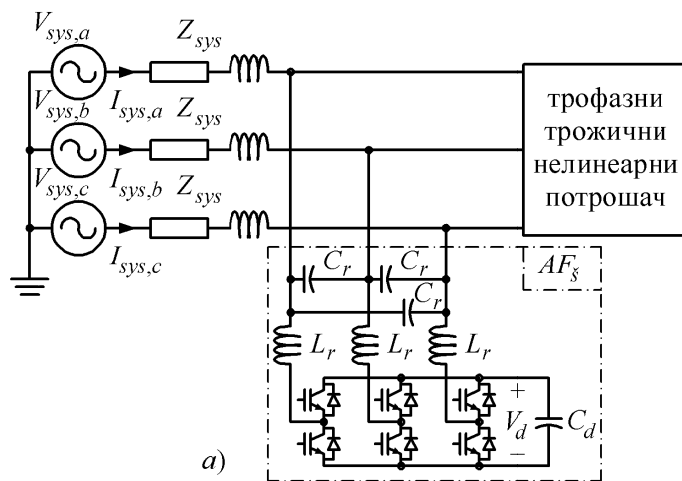 V_sys,a
Z_sys
V_sys,b
I_sys,a
Z_sys
V_sys,c
I_sys,b
Z_sys
I_sys,c
трофазни
трожични
нелинеарни
потрошач
AF_š
C_r
C_r
C_r
L_r
L_r
L_r
+
V_d
C_d
−
а)